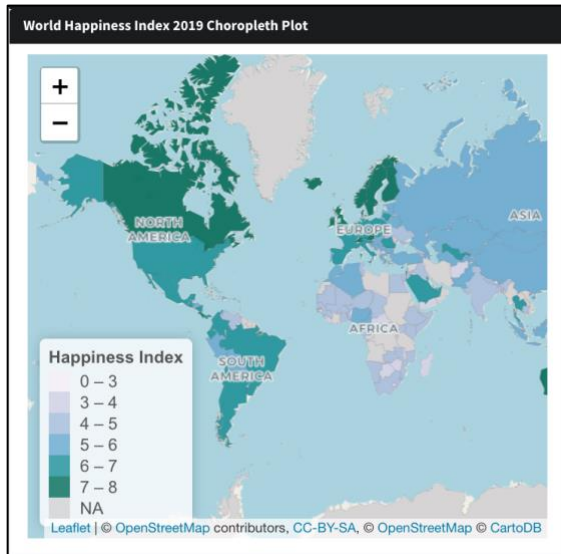 World Happiness Index 2019 Choropleth Plot
+
−
NORTH
AMERICA
EUROPE
ASIA
AFRICA
SOUTH
AMERICA
Happiness Index
0 – 3
3 – 4
4 – 5
5 – 6
6 – 7
7 – 8
NA
Leaflet | © OpenStreetMap contributors, CC-BY-SA, © OpenStreetMap © CartoDB